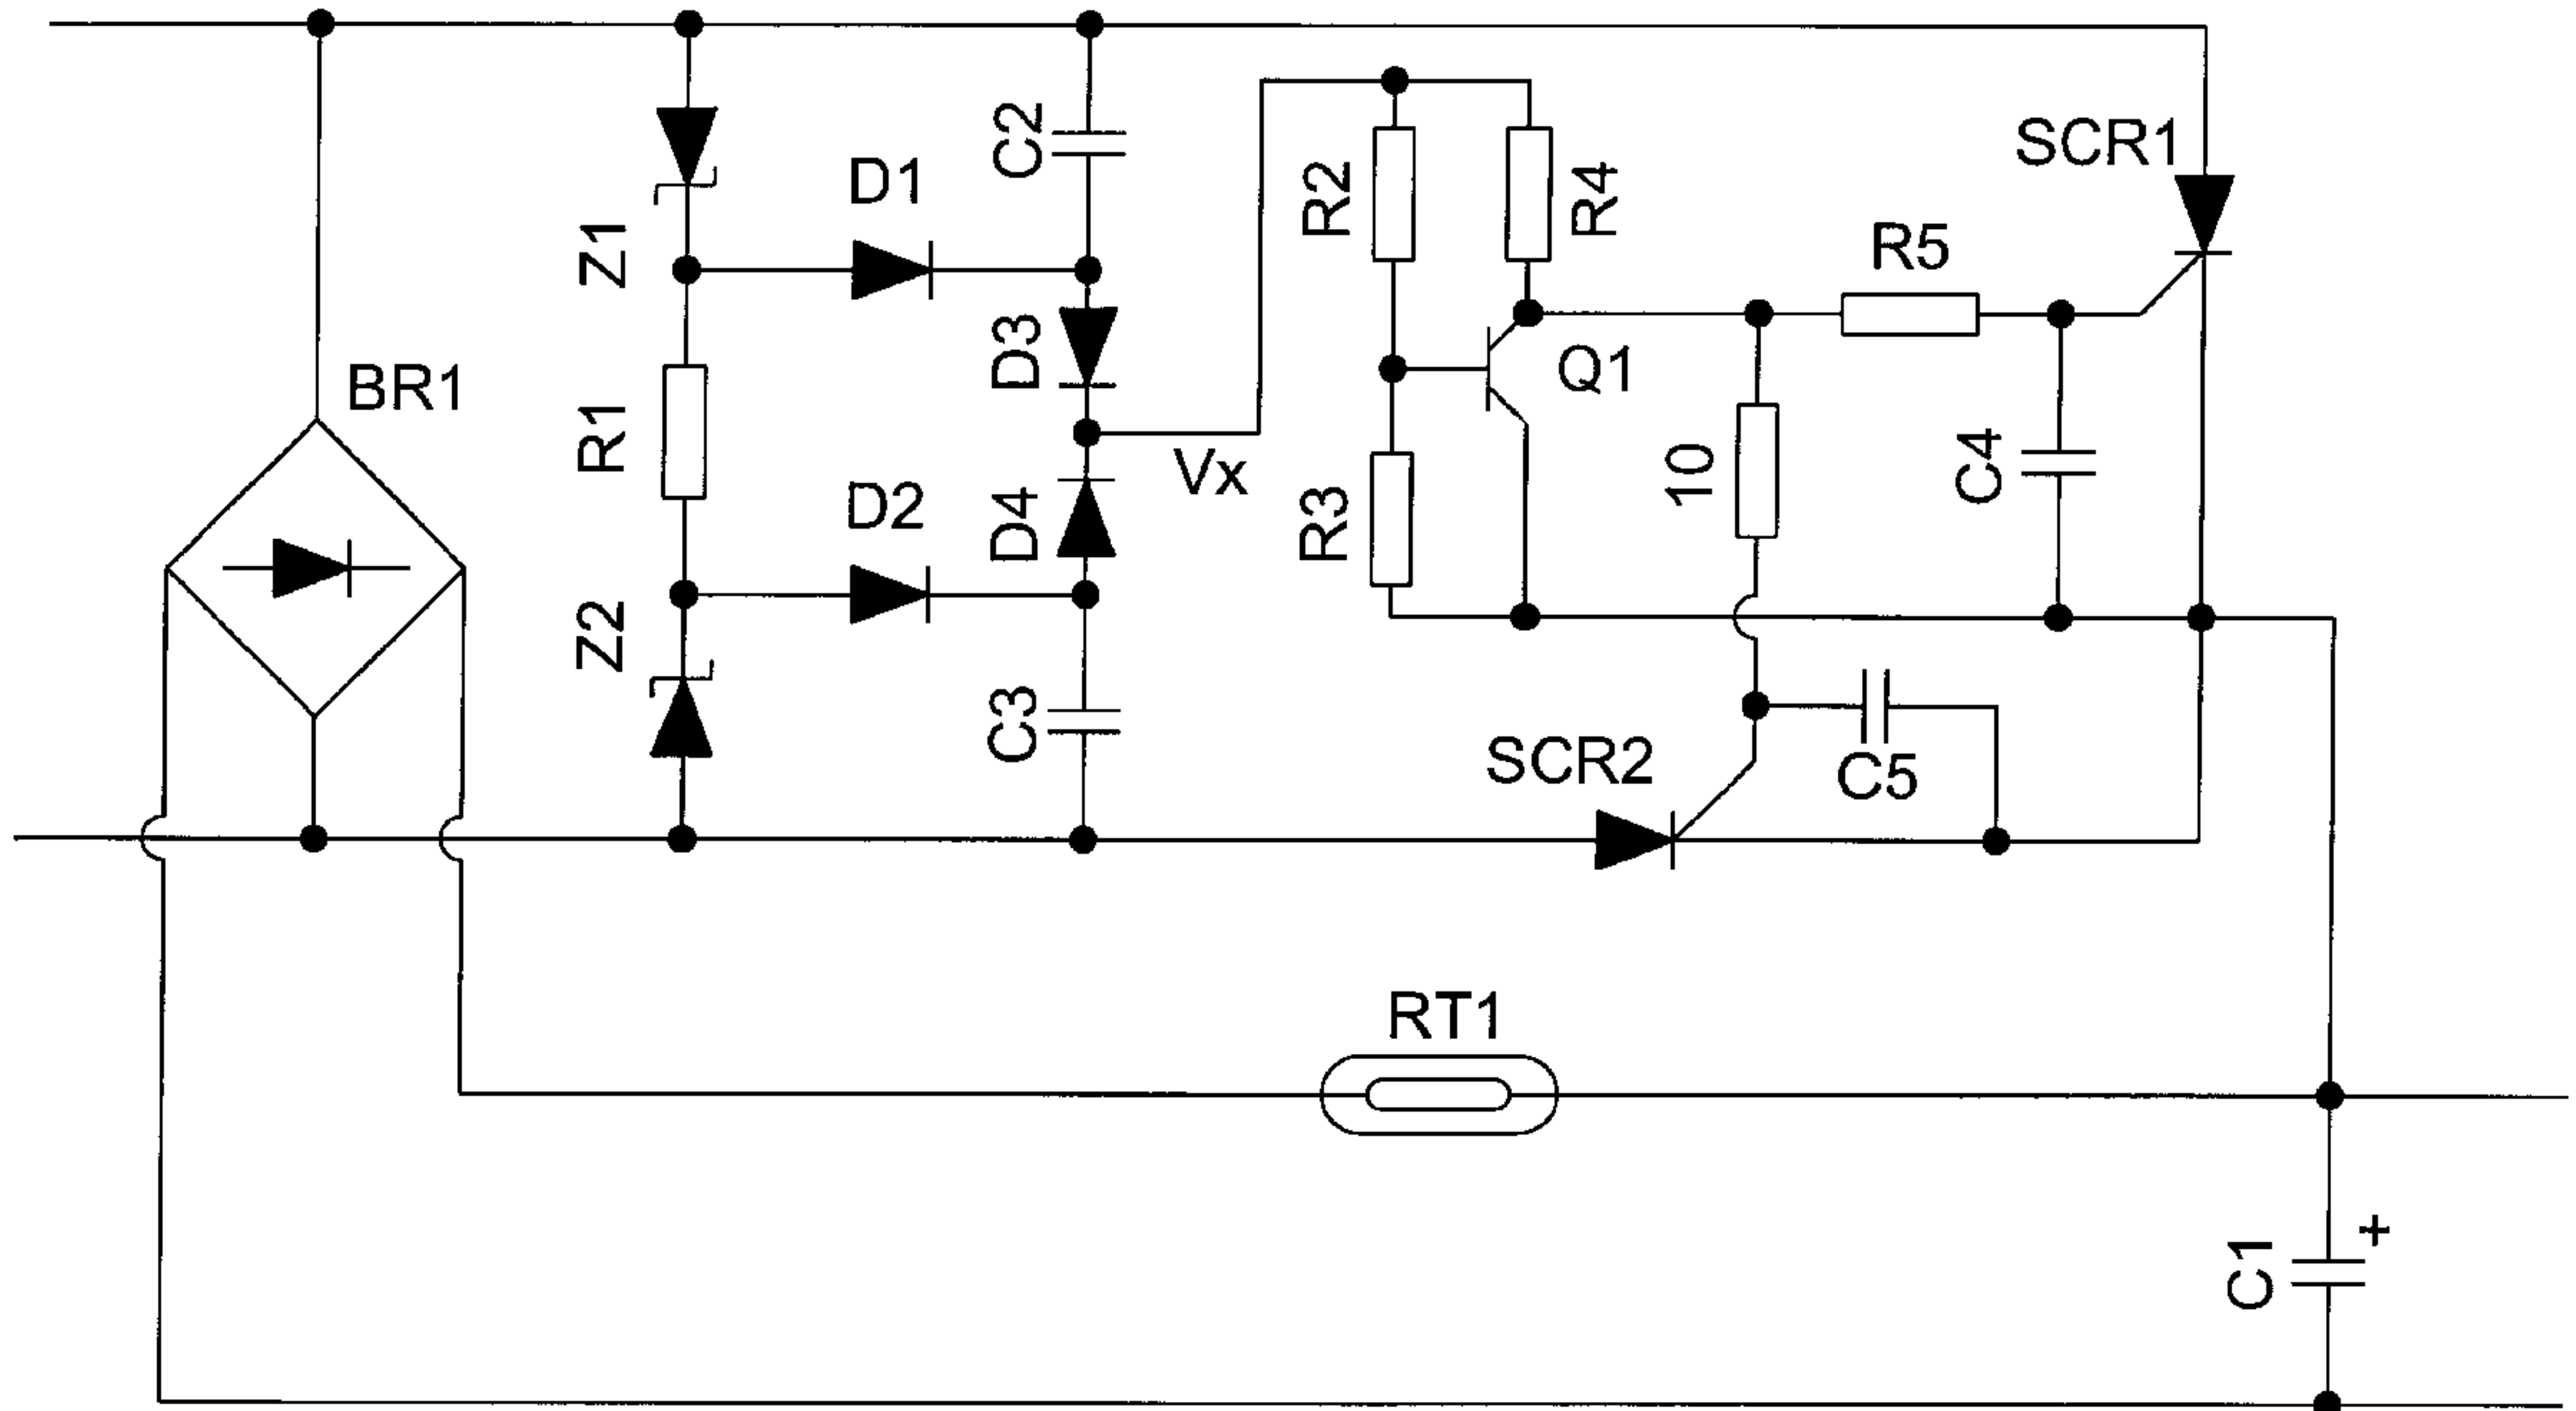 C2
SCR1
D1
R2
R4
Z1
R5
D3
BR1
Q1
R1
Vx
10
C4
D2
D4
R3
Z2
C3
SCR2
C5
RT1
+
C1